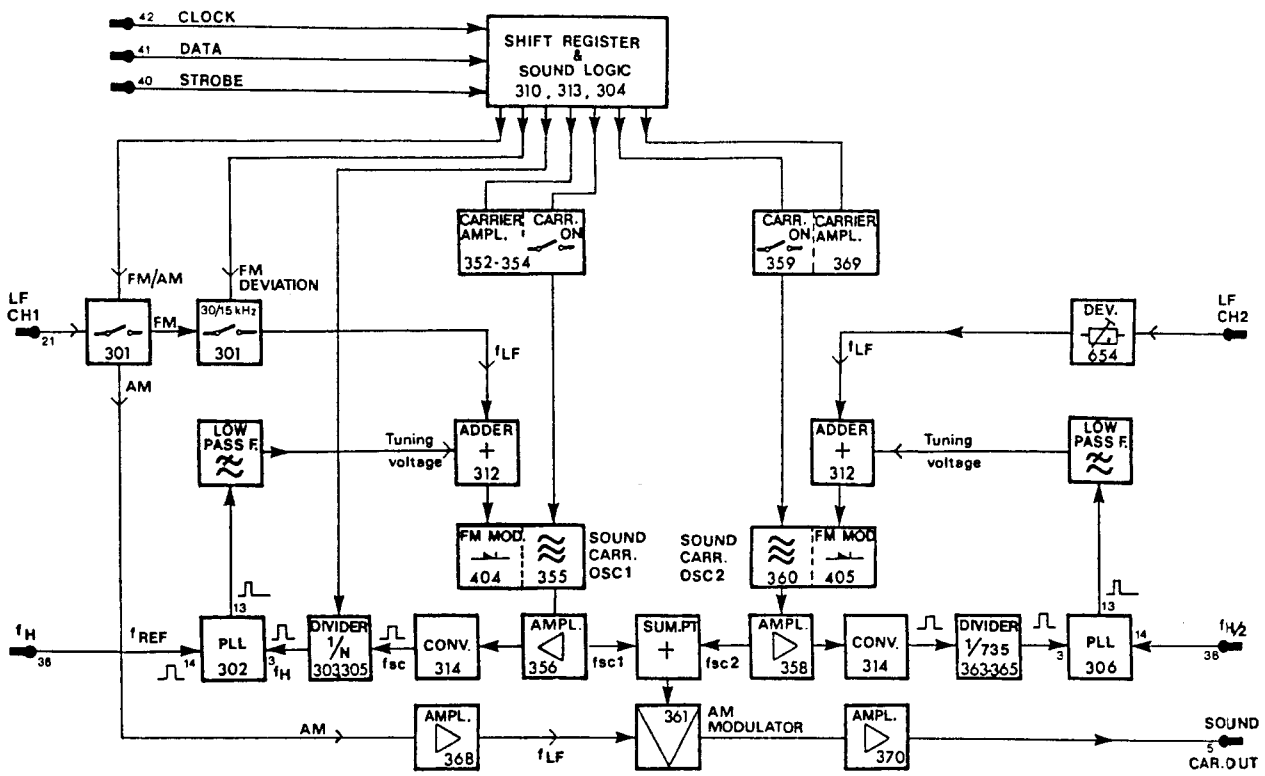 42 CLOCK
41 DATA
40 STROBE
SHIFT REGISTER
&
SOUND LOGIC
310, 313, 304
CARRIER
AMPL.
CARR.
ON
352-354
CARR.
ON
359
CARRIER
AMPL.
369
FM/AM
FM
DEVIATION
LF
CH1
21
301
FM
30/15 kHz
301
AM
fLF
fLF
DEV.
654
LF
CH2
LOW
PASS F.
Tuning
voltage
ADDER
+
312
ADDER
+
312
Tuning
voltage
LOW
PASS F.
FM MOD.
404
355
SOUND
CARR.
OSC1
SOUND
CARR.
OSC2
360
FM MOD.
405
13
13
fH
36
fREF
14
PLL
302
3
fH
DIVIDER
1/N
303305
fsc
CONV.
314
AMPL.
356
fsc1
SUM.PT
+
fsc2
AMPL.
358
CONV.
314
DIVIDER
1/735
363-365
3
PLL
306
14
fH/2
38
AM
AMPL.
368
fLF
361
AM
MODULATOR
AMPL.
370
SOUND
5
CAR.OUT